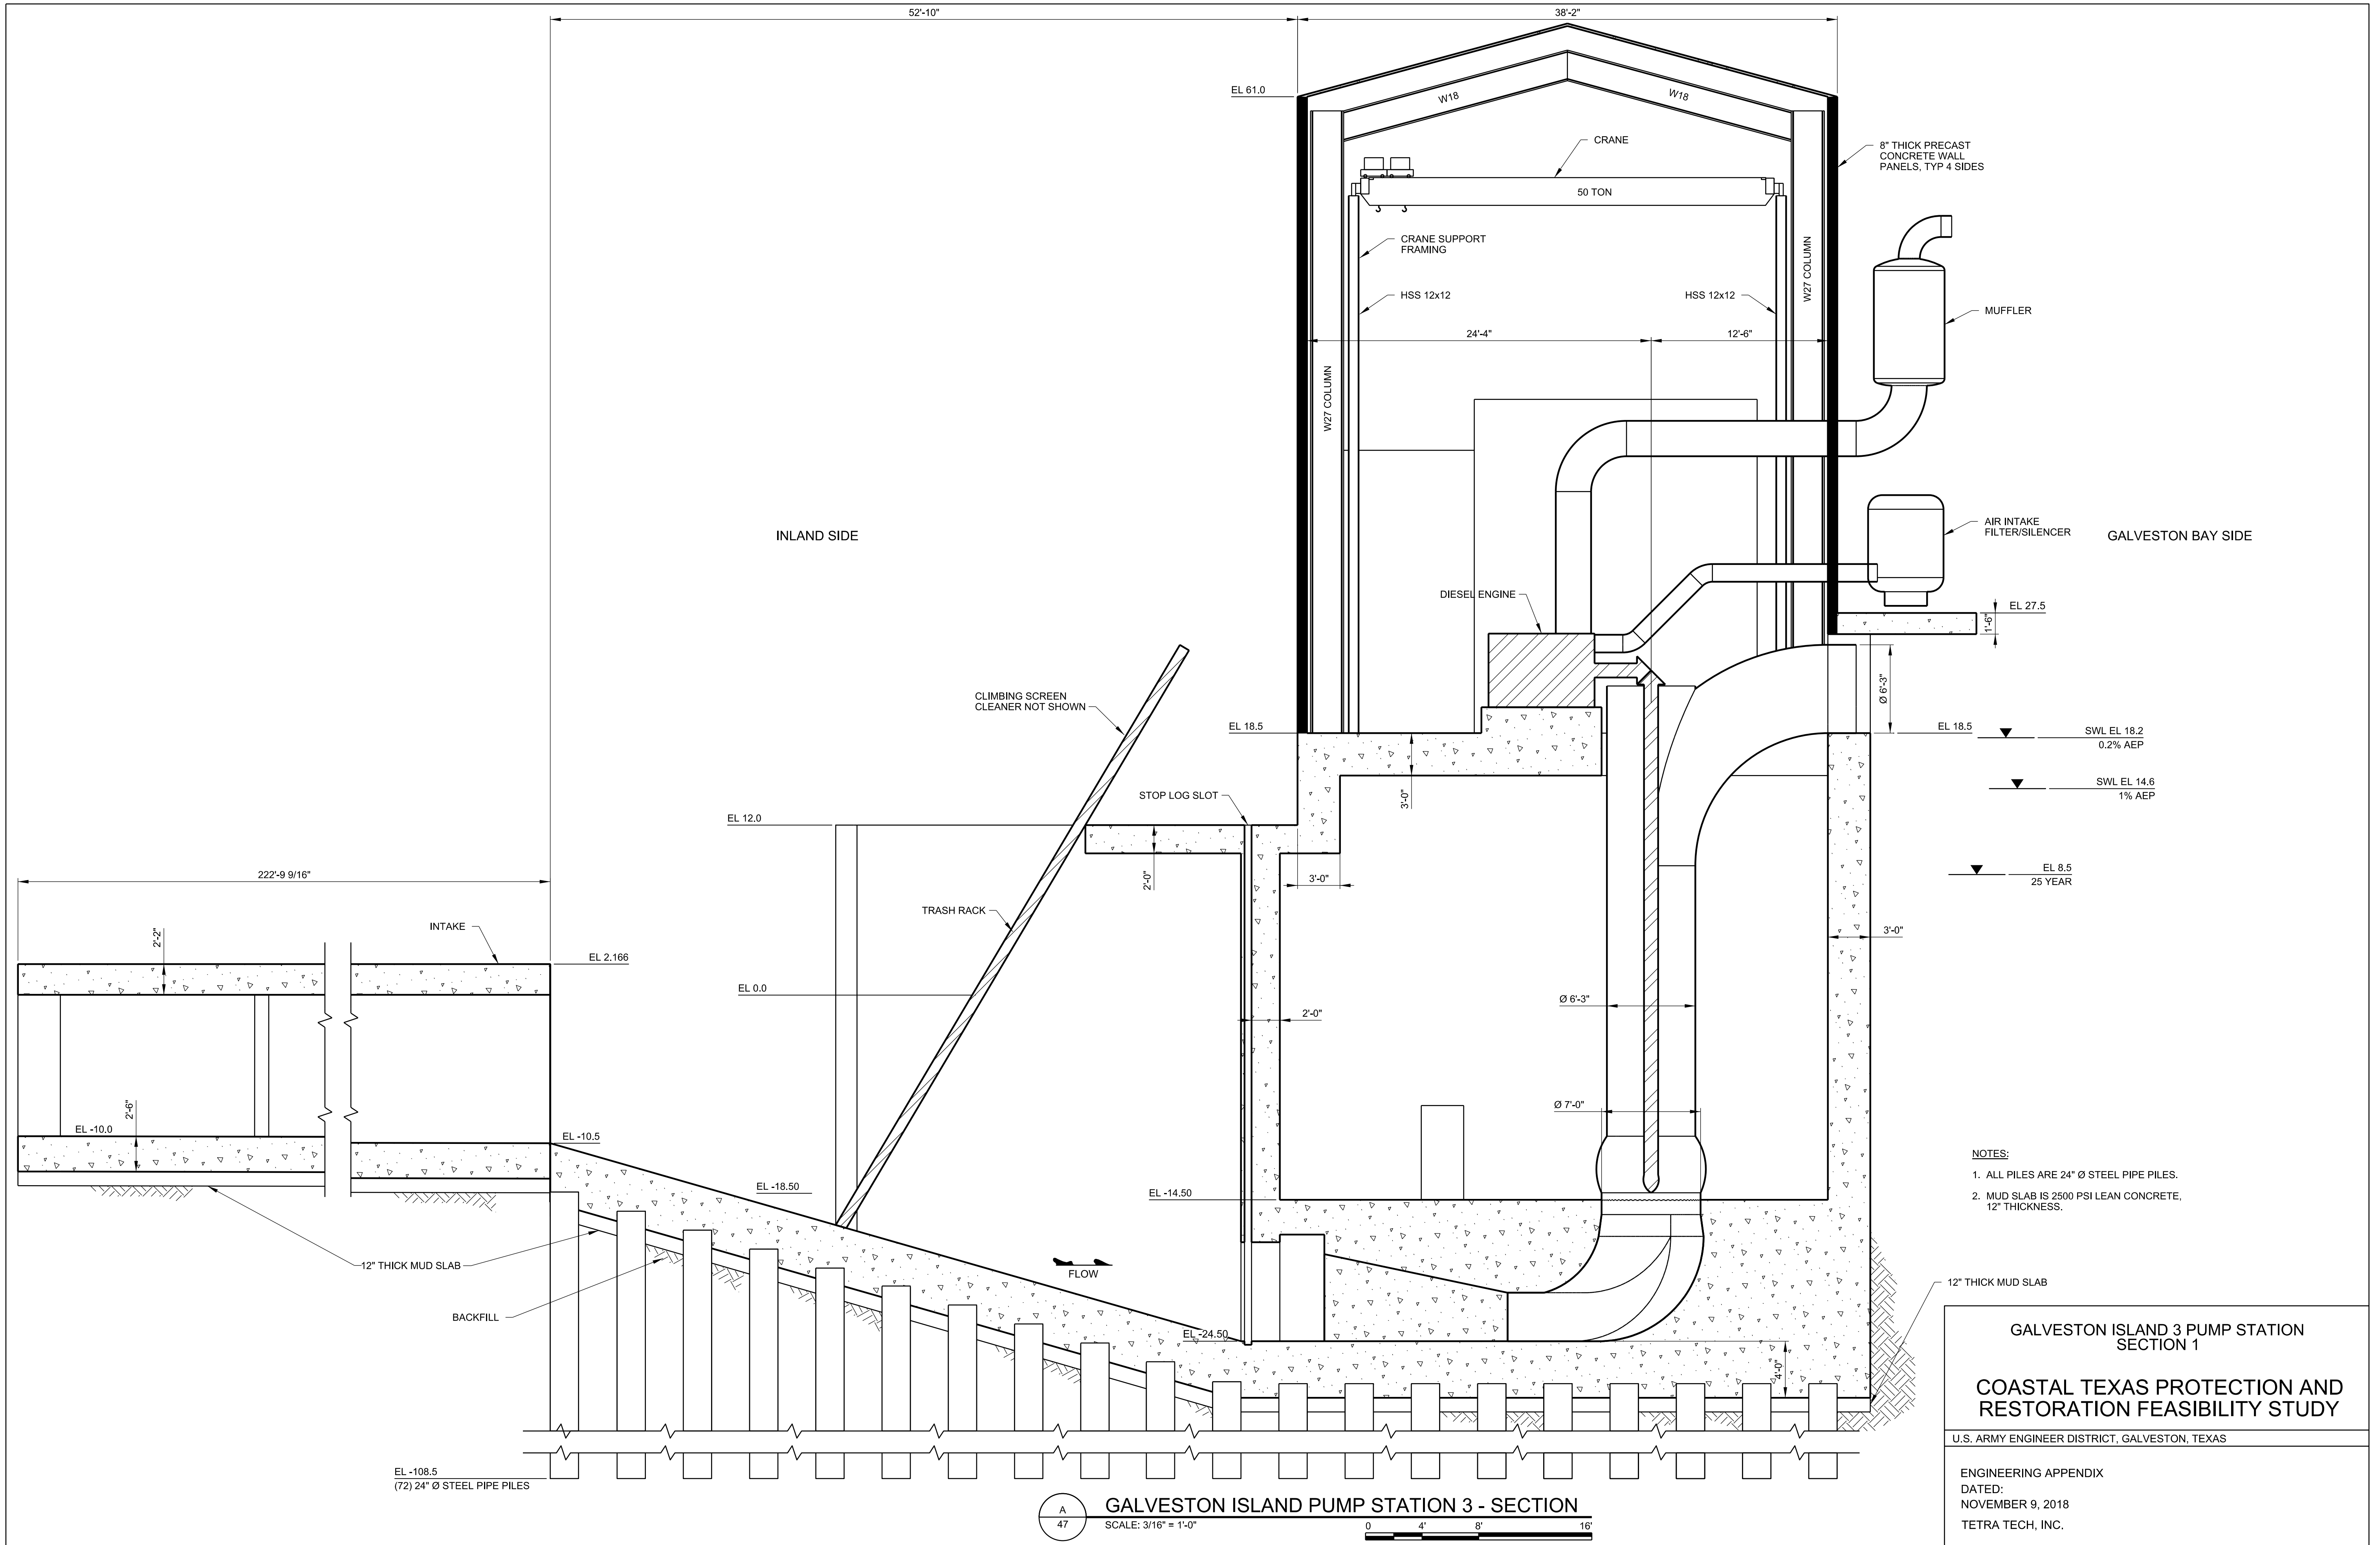 52'-10"
38'-2"
EL 61.0
W18
W18
CRANE
8" THICK PRECAST
CONCRETE WALL
PANELS, TYP 4 SIDES
50 TON
CRANE SUPPORT
FRAMING
W27 COLUMN
HSS 12x12
HSS 12x12
MUFFLER
24'-4"
12'-6"
W27 COLUMN
INLAND SIDE
AIR INTAKE
FILTER/SILENCER
GALVESTON BAY SIDE
DIESEL ENGINE
EL 27.5
1'-6"
CLIMBING SCREEN
CLEANER NOT SHOWN
Ø 6'-3"
EL 18.5
EL 18.5
SWL EL 18.2
0.2% AEP
STOP LOG SLOT
3'-0"
SWL EL 14.6
1% AEP
EL 12.0
2'-0"
3'-0"
EL 8.5
25 YEAR
222'-9 9/16"
TRASH RACK
INTAKE
2'-2"
3'-0"
EL 2.166
EL 0.0
Ø 6'-3"
2'-0"
2'-6"
Ø 7'-0"
EL -10.0
EL -10.5
NOTES:
1. ALL PILES ARE 24" Ø STEEL PIPE PILES.
2. MUD SLAB IS 2500 PSI LEAN CONCRETE,
12" THICKNESS.
EL -18.50
EL -14.50
12" THICK MUD SLAB
FLOW
12" THICK MUD SLAB
BACKFILL
EL -24.50
4'-0"
EL -108.5
(72) 24" Ø STEEL PIPE PILES
A
47
GALVESTON ISLAND PUMP STATION 3 - SECTION
SCALE: 3/16" = 1'-0"
0 4' 8' 16'
GALVESTON ISLAND 3 PUMP STATION
SECTION 1
COASTAL TEXAS PROTECTION AND
RESTORATION FEASIBILITY STUDY
U.S. ARMY ENGINEER DISTRICT, GALVESTON, TEXAS
ENGINEERING APPENDIX
DATED:
NOVEMBER 9, 2018
TETRA TECH, INC.